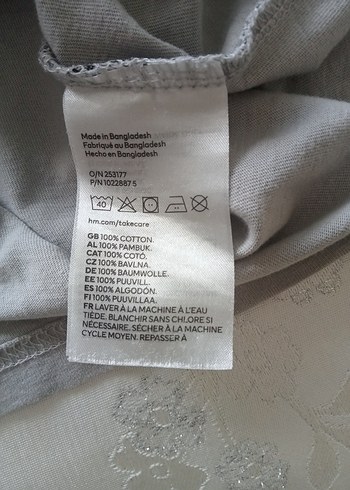 Made in Bangladesh
Fabriqué au Bangladesh
Hecho en Bangladesh
O/N 253177
P/N 1022887 5
40
hm.com/takecare
GB 100% COTTON.
AL 100% PAMBUK.
CAT 100% COTÓ.
CZ 100% BAVLNA.
DE 100% BAUMWOLLE.
EE 100% PUUVILL.
ES 100% ALGODÓN.
FI 100% PUUVILLAA.
FR LAVER À LA MACHINE À L'EAU
TIÈDE. BLANCHIR SANS CHLORE SI
NÉCESSAIRE. SÉCHER À LA MACHINE
CYCLE MOYEN. REPASSER À